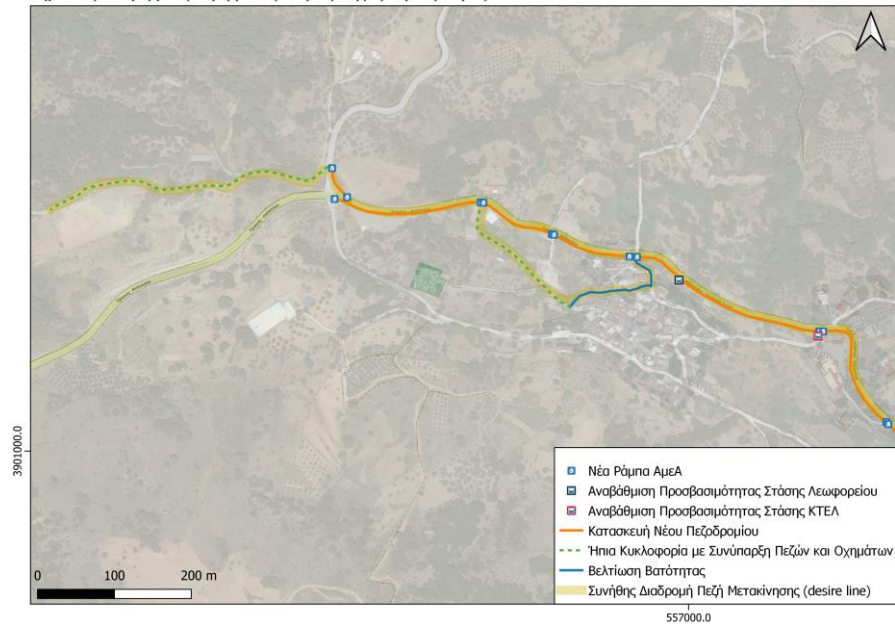 3901000.0
Νέα Ράμπα ΑμεΑ
Αναβάθμιση Προσβασιμότητας Στάσης Λεωφορείου
Αναβάθμιση Προσβασιμότητας Στάσης ΚΤΕΛ
Κατασκευή Νέου Πεζοδρομίου
Ήπια Κυκλοφορία με Συνύπαρξη Πεζών και Οχημάτων
Βελτίωση Βατότητας
Συνήθης Διαδρομή Πεζή Μετακίνησης (desire line)
0 100 200 m
557000.0